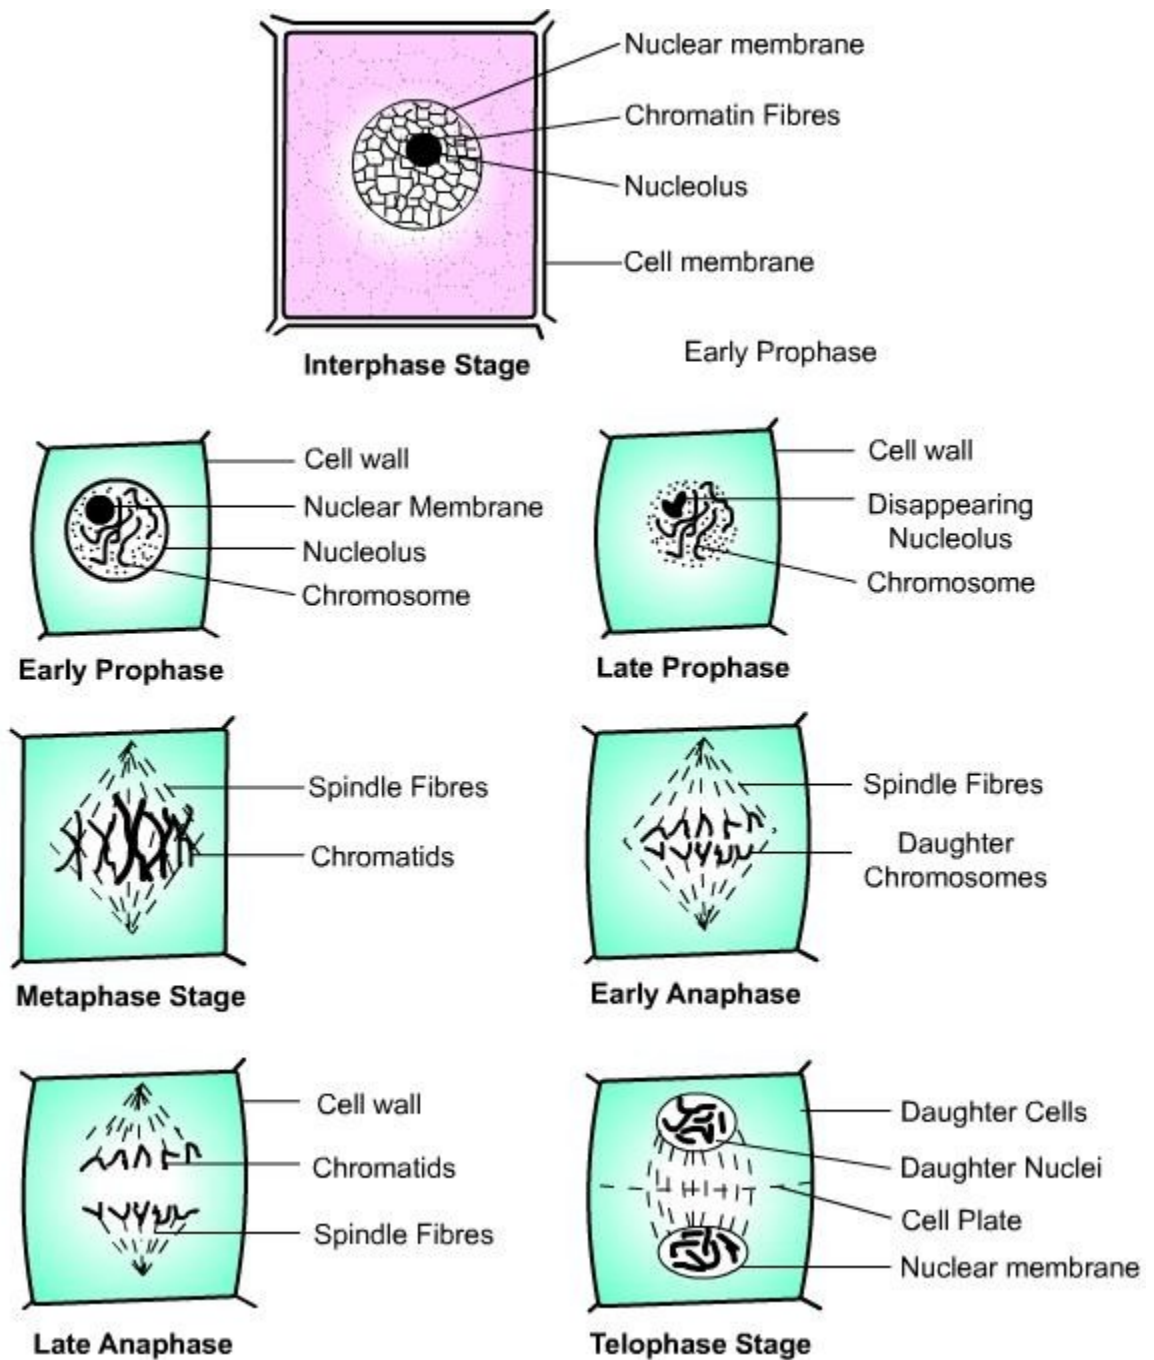 Nuclear membrane
Chromatin Fibres
Nucleolus
Cell membrane
Interphase Stage
Early Prophase
Cell wall
Nuclear Membrane
Nucleolus
Chromosome
Early Prophase
Cell wall
Disappearing
Nucleolus
Chromosome
Late Prophase
Spindle Fibres
Chromatids
Metaphase Stage
Spindle Fibres
Daughter
Chromosomes
Early Anaphase
Cell wall
Chromatids
Spindle Fibres
Late Anaphase
Daughter Cells
Daughter Nuclei
Cell Plate
Nuclear membrane
Telophase Stage